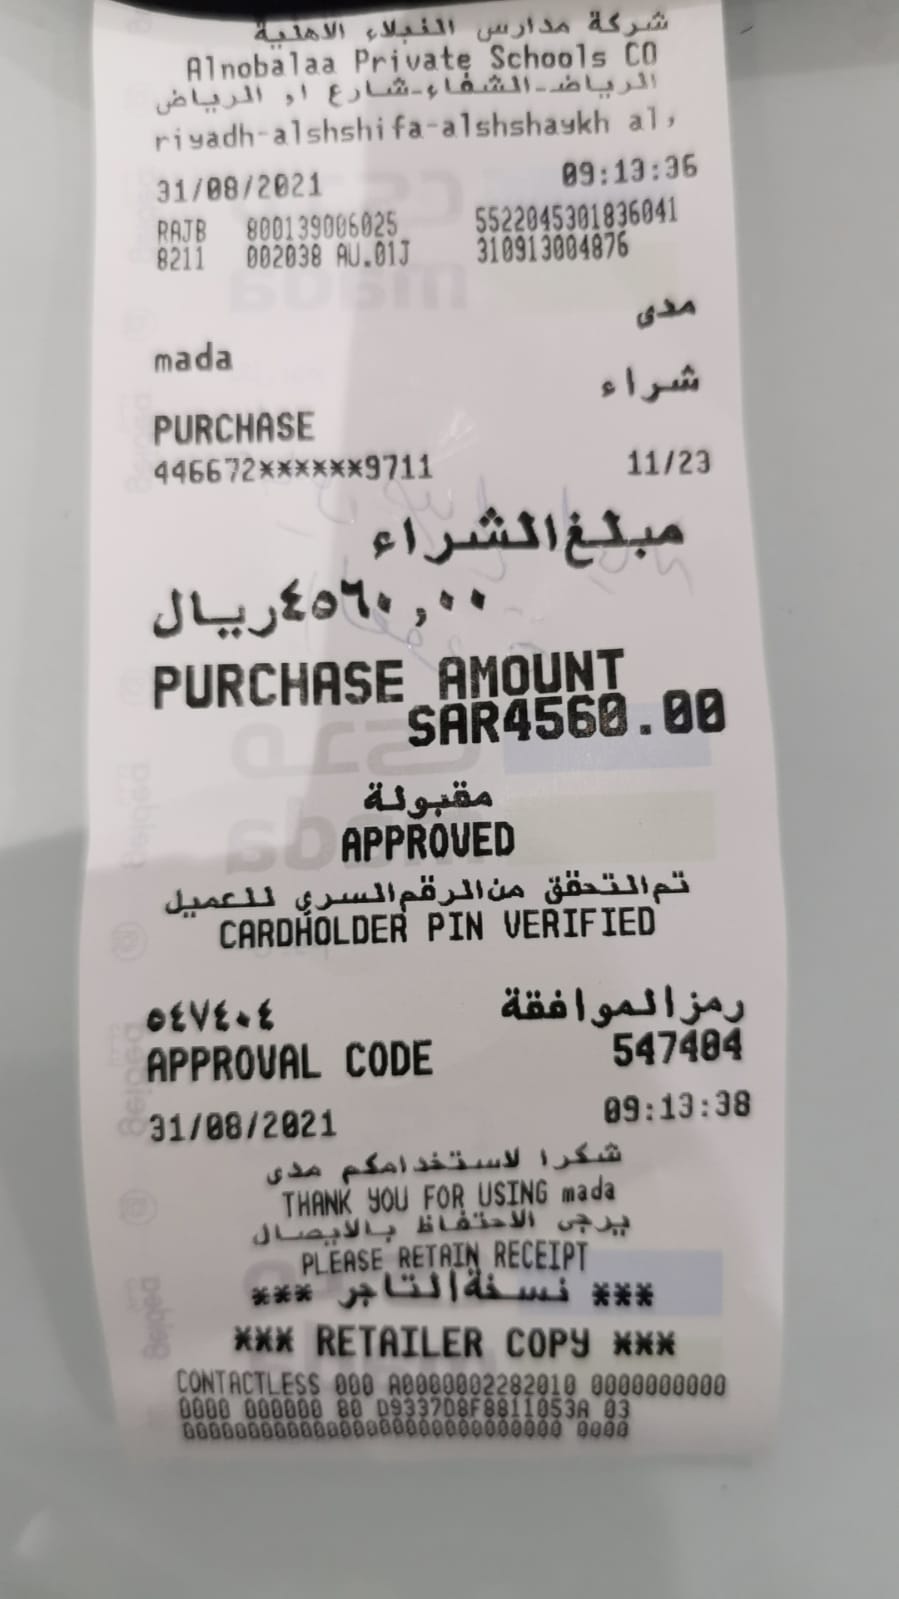 شركة مدارس النبلاء الاهلية
Alnobalaa Private Schools CO
الرياض-الشفاء-شارع ا, الرياض
riyadh-alshshifa-alshshaykh al,
31/08/2021 09:13:36
RAJB 800139006025 5522045301836041
8211 002038 AU.01J 310913004876
مدى
mada
شراء
PURCHASE
446672******9711 11/23
مبلغ الشراء
٤٥٦٠,٠٠ ريال
PURCHASE AMOUNT
SAR4560.00
مقبولة
APPROVED
تم التحقق من الرقم السري للعميل
CARDHOLDER PIN VERIFIED
رمز الموافقة ٥٤٧٤٠٤
APPROVAL CODE 547404
31/08/2021 09:13:38
شكرا لاستخدامكم مدى
THANK YOU FOR USING mada
يرجى الاحتفاظ بالايصال
PLEASE RETAIN RECEIPT
*** نسخة التاجر ***
*** RETAILER COPY ***
CONTACTLESS 000 A0000002282010 0000000000
0000 000000 80 D9337D8F8811053A 03
0000000000000000000000000000 0000